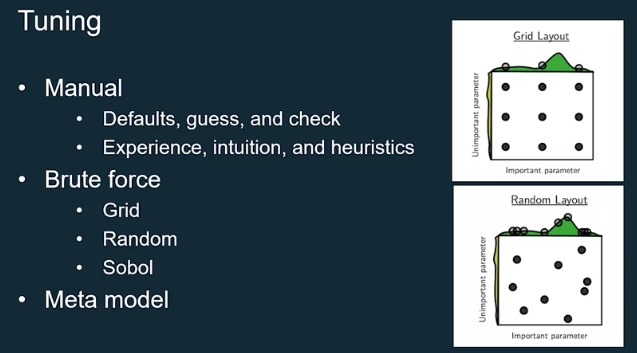 Tuning
• Manual
• Defaults, guess, and check
• Experience, intuition, and heuristics
• Brute force
• Grid
• Random
• Sobol
• Meta model
Grid Layout
Unimportant parameter
Important parameter
Random Layout
Unimportant parameter
Important parameter